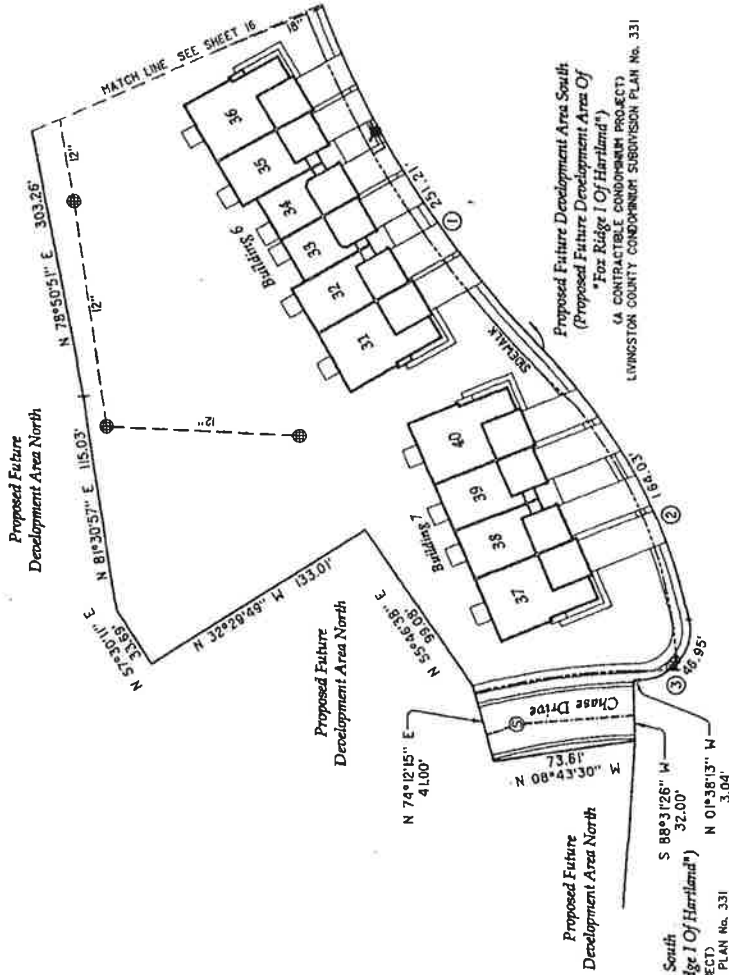 MATCH LINE SEE SHEET 16
18"
Proposed Future
Development Area North
N 78°50'51" E 303.26'
12"
12"
12"
N 81°30'57" E 115.03'
N 57°30'11" E
33.69'
N 32°29'49" W 133.01'
36
35
34
33
32
31
Building 6
251.21'
1
SIDEWALK
Proposed Future Development Area South
(Proposed Future Development Area Of
"Fox Ridge I Of Hartland")
(A CONTRACTIBLE CONDOMINIUM PROJECT)
LIVINGSTON COUNTY CONDOMINIUM SUBDIVISION PLAN No. 331
Proposed Future
Development Area North
N 55°46'38" E
99.08'
Building 7
40
39
38
37
164.03'
2
3
46.95'
N 74°12'15" E
41.00'
S
Chase Drive
N 08°43'30" W
73.61'
Proposed Future
Development Area North
S 88°31'26" W
32.00'
N 01°38'13" W
3.04'
South
dge I Of Hartland")
ECT)
PLAN No. 331